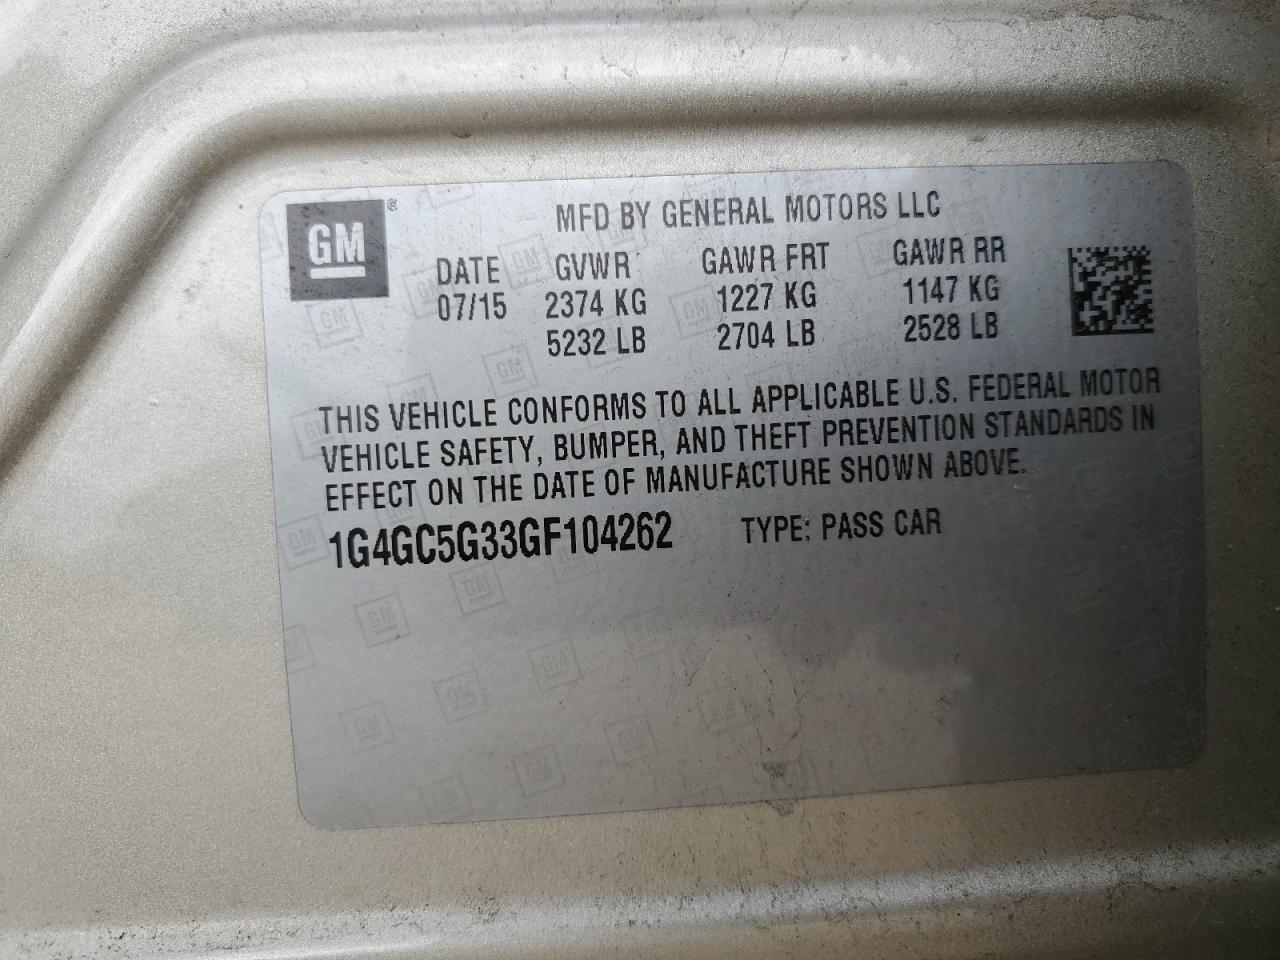 GM®
MFD BY GENERAL MOTORS LLC
DATE GVWR GAWR FRT GAWR RR
07/15 2374 KG 1227 KG 1147 KG
5232 LB 2704 LB 2528 LB
THIS VEHICLE CONFORMS TO ALL APPLICABLE U.S. FEDERAL MOTOR
VEHICLE SAFETY, BUMPER, AND THEFT PREVENTION STANDARDS IN
EFFECT ON THE DATE OF MANUFACTURE SHOWN ABOVE.
1G4GC5G33GF104262 TYPE: PASS CAR